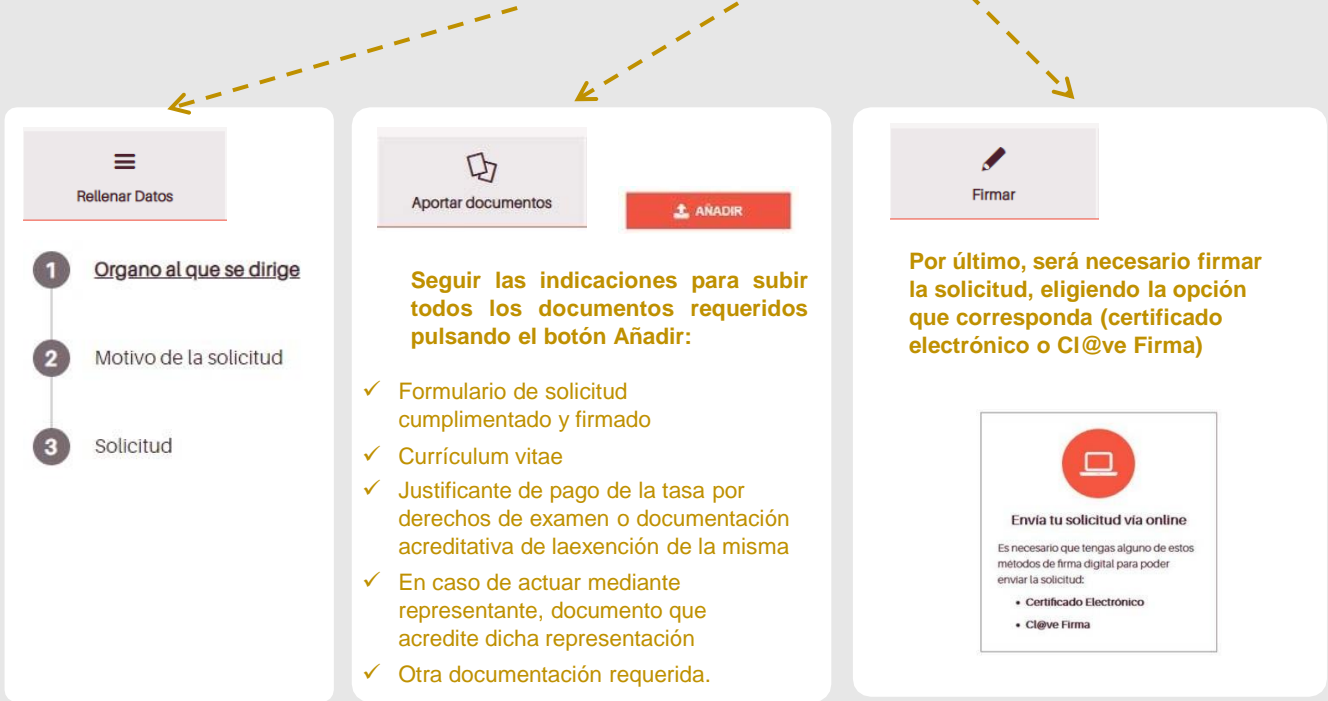 Rellenar Datos
1 Organo al que se dirige
2 Motivo de la solicitud
3 Solicitud
Aportar documentos
AÑADIR
Seguir las indicaciones para subir
todos los documentos requeridos
pulsando el botón Añadir:
✓ Formulario de solicitud
cumplimentado y firmado
✓ Currículum vitae
✓ Justificante de pago de la tasa por
derechos de examen o documentación
acreditativa de laexención de la misma
✓ En caso de actuar mediante
representante, documento que
acredite dicha representación
✓ Otra documentación requerida.
Firmar
Por último, será necesario firmar
la solicitud, eligiendo la opción
que corresponda (certificado
electrónico o Cl@ve Firma)
Envía tu solicitud vía online
Es necesario que tengas alguno de estos
métodos de firma digital para poder
enviar la solicitud:
• Certificado Electrónico
• Cl@ve Firma